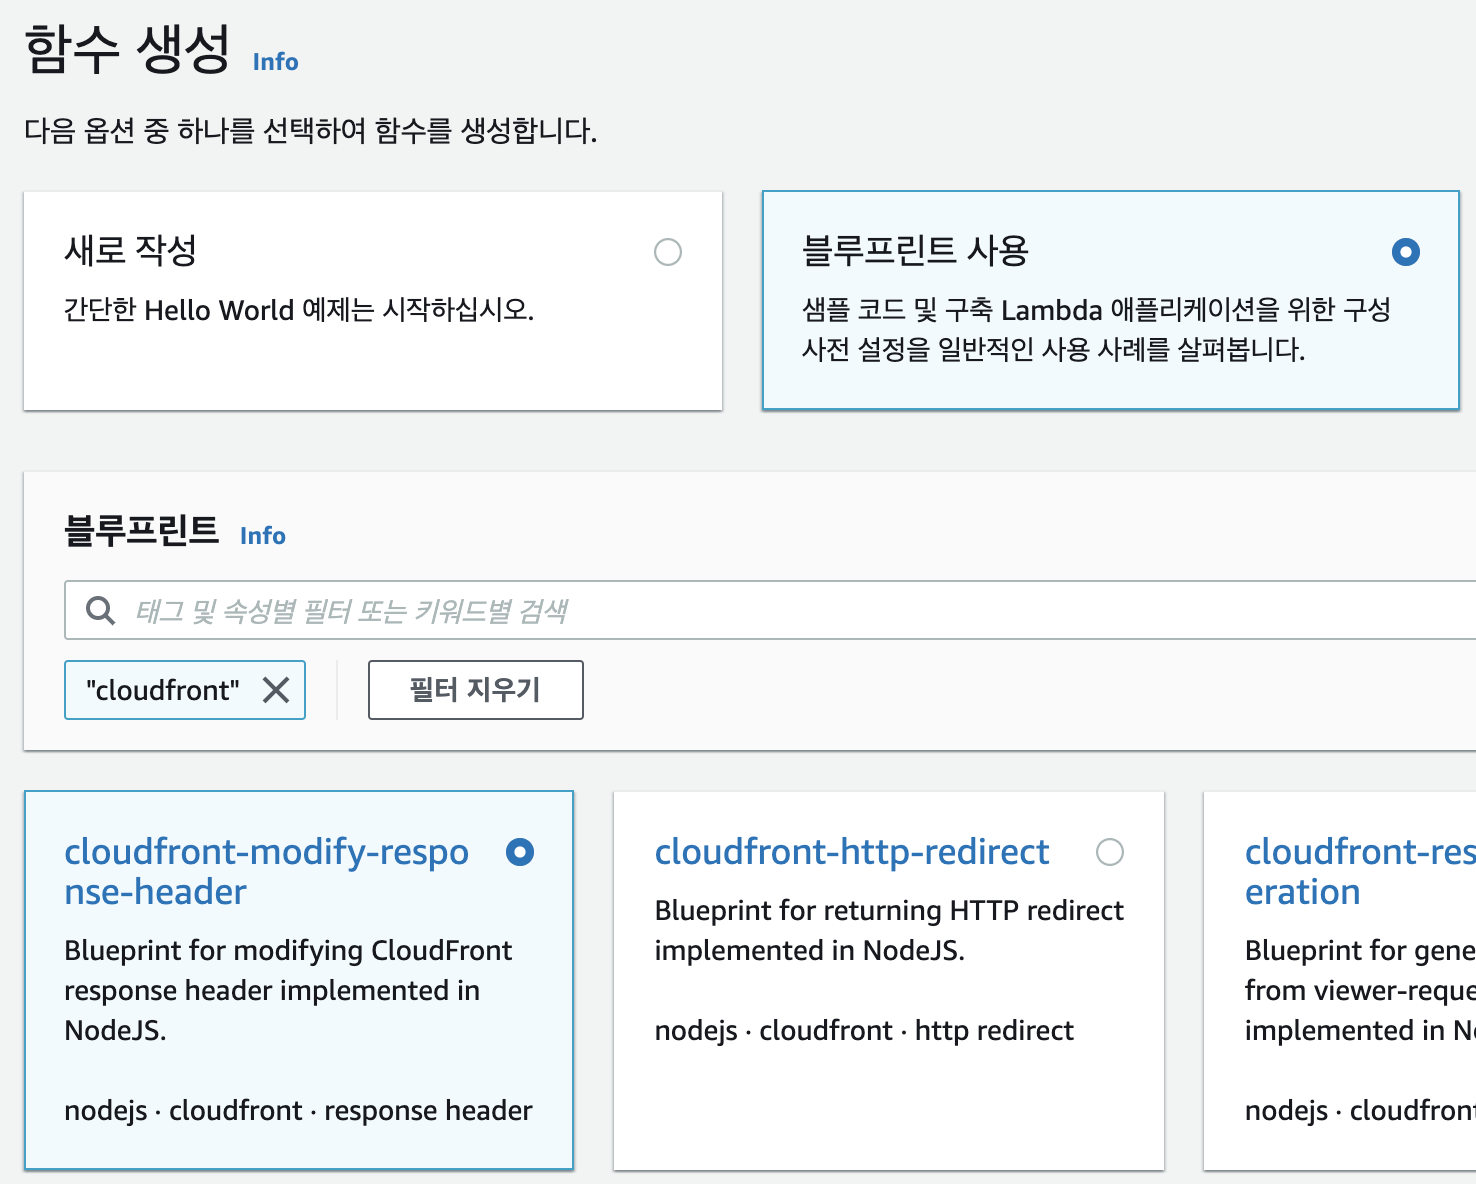 함수 생성 Info
다음 옵션 중 하나를 선택하여 함수를 생성합니다.
새로 작성
간단한 Hello World 예제는 시작하십시오.
블루프린트 사용
샘플 코드 및 구축 Lambda 애플리케이션을 위한 구성
사전 설정을 일반적인 사용 사례를 살펴봅니다.
블루프린트 Info
태그 및 속성별 필터 또는 키워드별 검색
"cloudfront"
필터 지우기
cloudfront-modify-respo
nse-header
Blueprint for modifying CloudFront
response header implemented in
NodeJS.
nodejs · cloudfront · response header
cloudfront-http-redirect
Blueprint for returning HTTP redirect
implemented in NodeJS.
nodejs · cloudfront · http redirect
cloudfront-res
eration
Blueprint for gene
from viewer-reque
implemented in N
nodejs · cloudfront